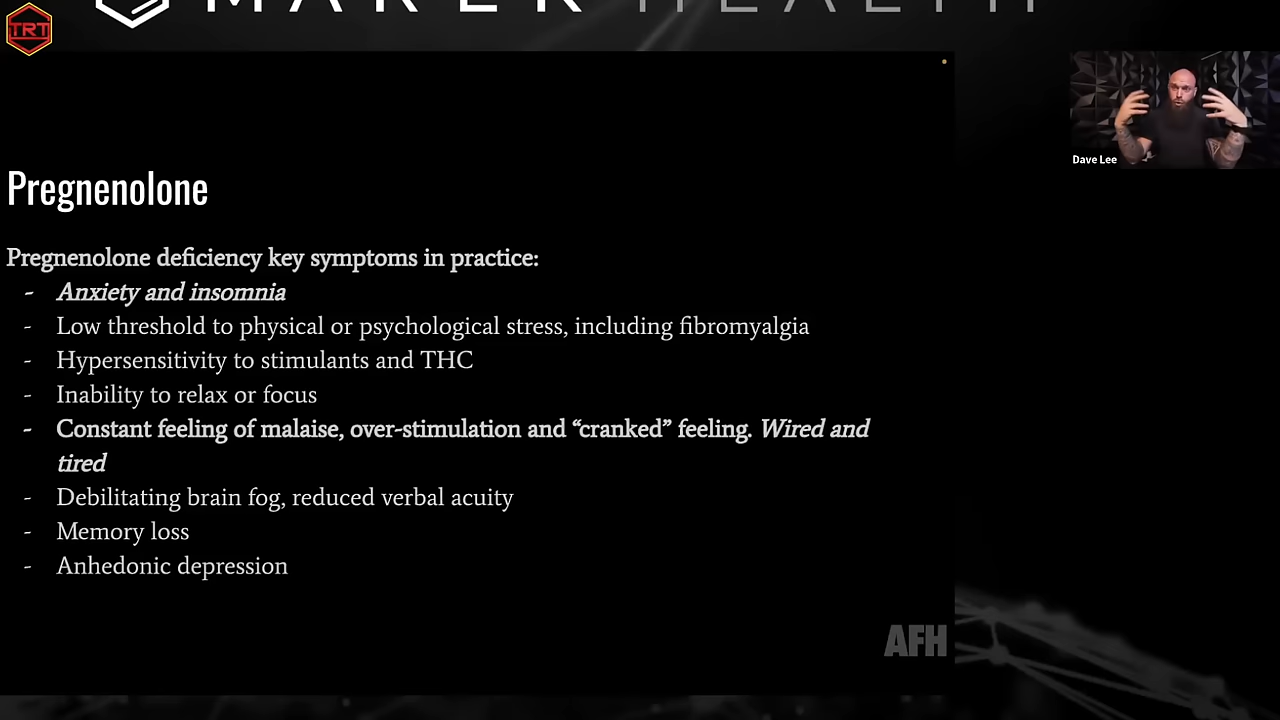 MAREK HEALTH
TRT
Dave Lee
Pregnenolone
Pregnenolone deficiency key symptoms in practice:
- Anxiety and insomnia
- Low threshold to physical or psychological stress, including fibromyalgia
- Hypersensitivity to stimulants and THC
- Inability to relax or focus
- Constant feeling of malaise, over-stimulation and “cranked” feeling. Wired and
tired
- Debilitating brain fog, reduced verbal acuity
- Memory loss
- Anhedonic depression
AFH